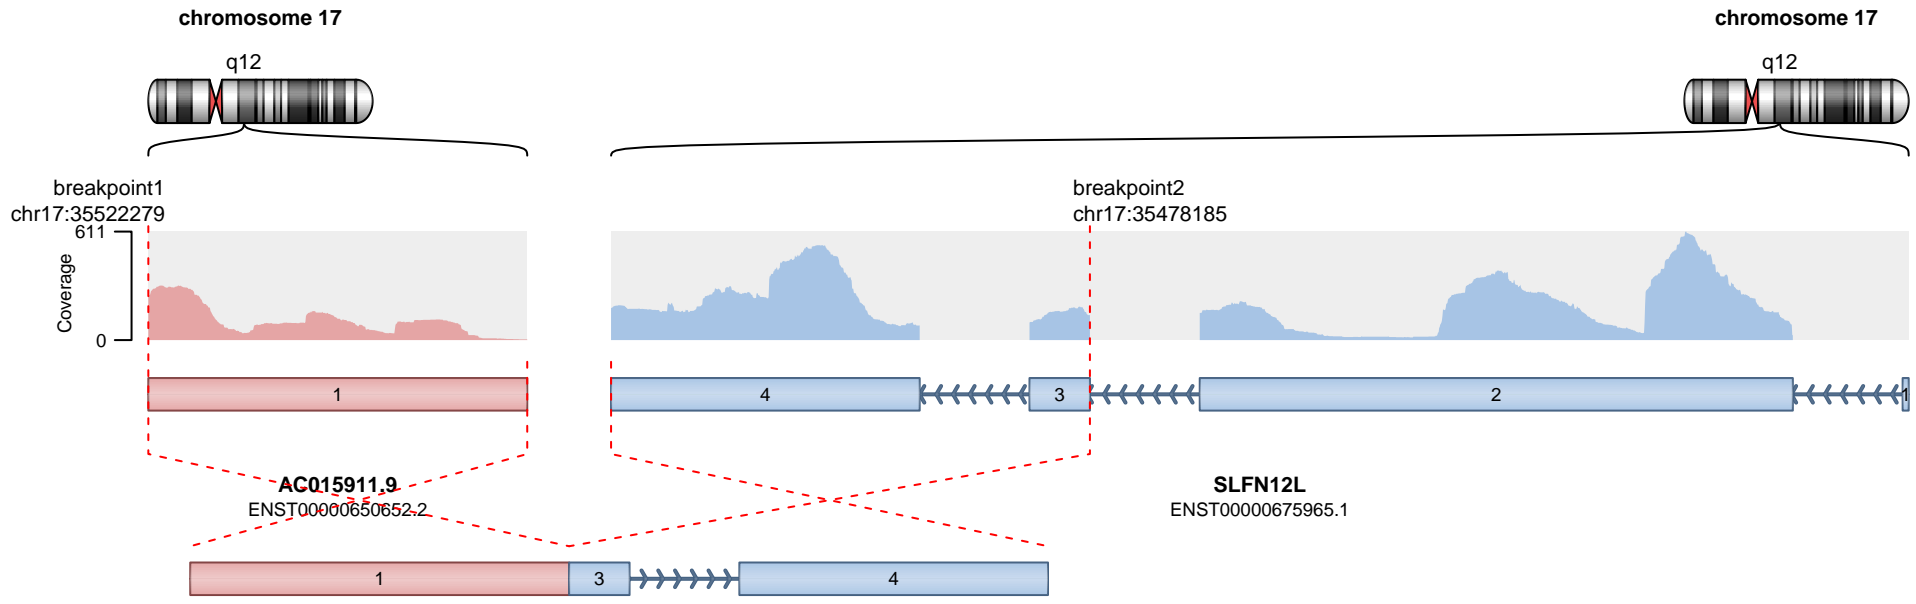 chromosome 17
chromosome 17
q12
q12
breakpoint1
chr17:35522279
breakpoint2
chr17:35478185
611
Coverage
0
1
4
3
2
1
AC015911.9
ENST00000650652.2
SLFN12L
ENST00000675965.1
1
3
4